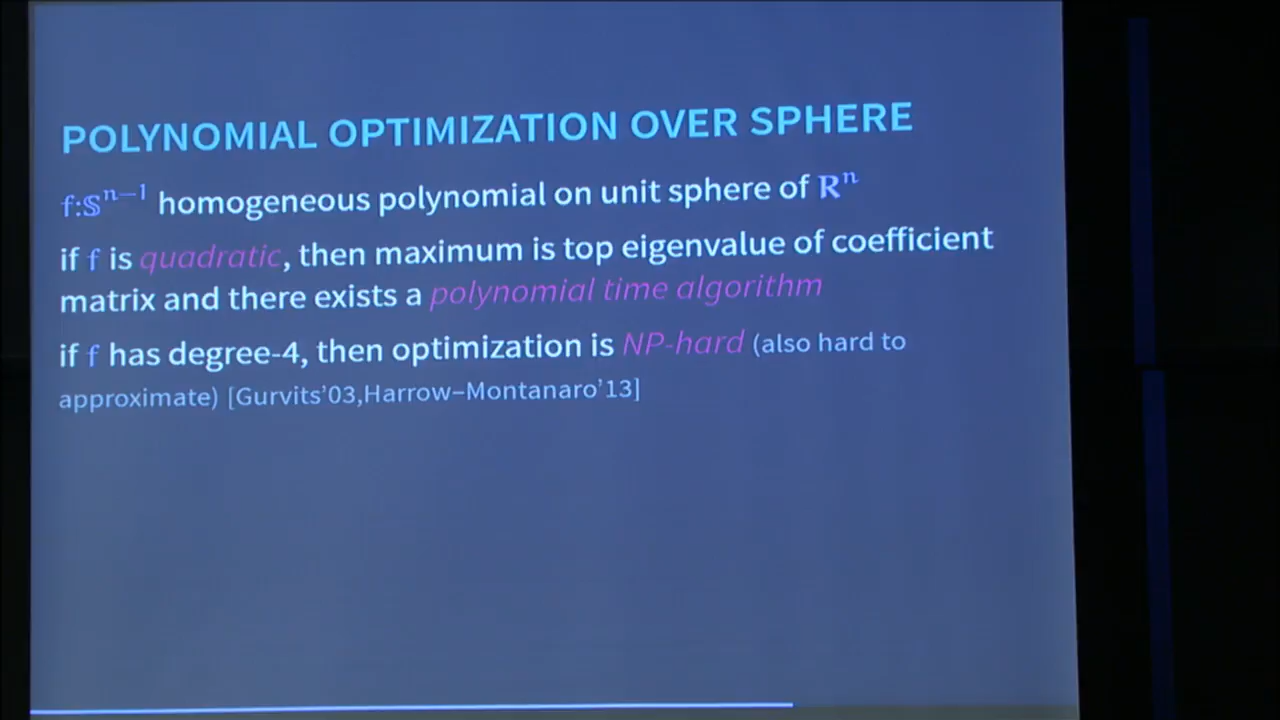 POLYNOMIAL OPTIMIZATION OVER SPHERE
f:𝕊ⁿ⁻¹ homogeneous polynomial on unit sphere of ℝⁿ
if f is quadratic, then maximum is top eigenvalue of coefficient
matrix and there exists a polynomial time algorithm
if f has degree-4, then optimization is NP-hard (also hard to
approximate) [Gurvits’03,Harrow–Montanaro’13]